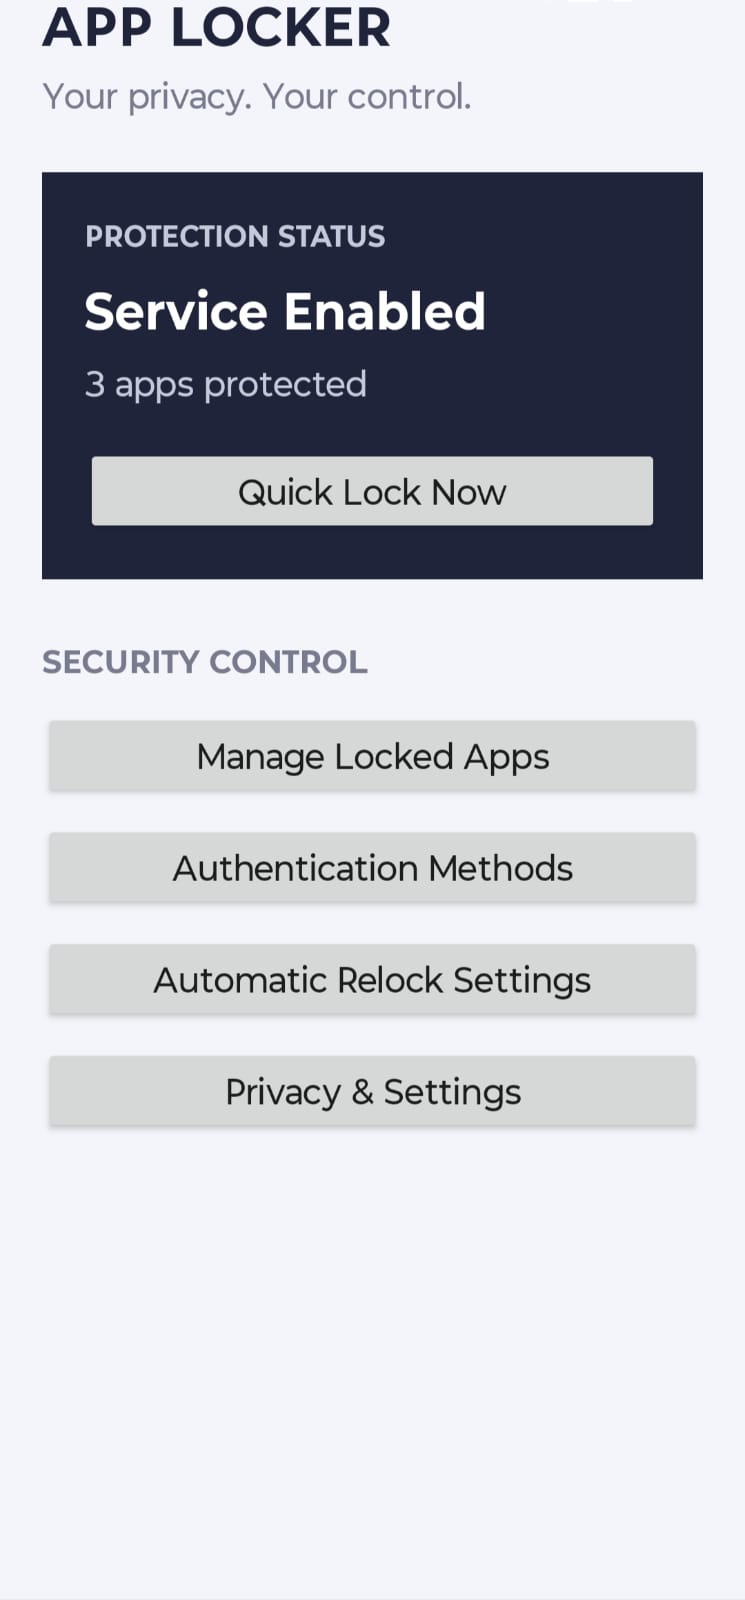 APP LOCKER
Your privacy. Your control.
PROTECTION STATUS
Service Enabled
3 apps protected
Quick Lock Now
SECURITY CONTROL
Manage Locked Apps
Authentication Methods
Automatic Relock Settings
Privacy & Settings